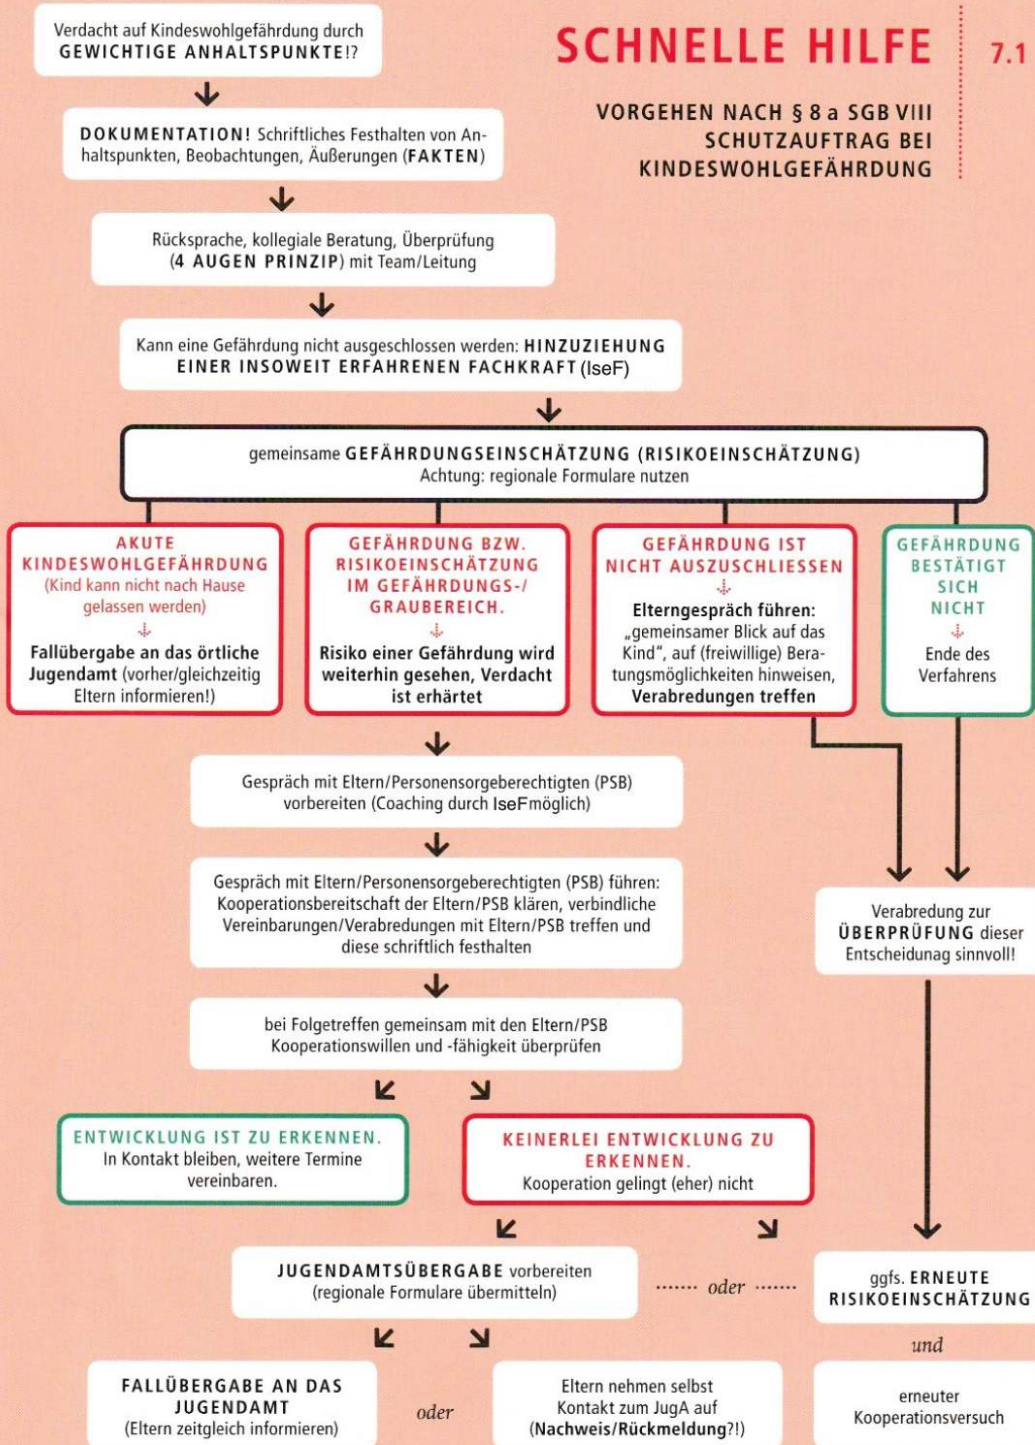 SCHNELLE HILFE
7.1
VORGEHEN NACH § 8 a SGB VIII
SCHUTZAUFTRAG BEI
KINDESWOHLGEFÄHRDUNG
Verdacht auf Kindeswohlgefährdung durch
GEWICHTIGE ANHALTSPUNKTE!?
DOKUMENTATION! Schriftliches Festhalten von An-
haltspunkten, Beobachtungen, Äußerungen (FAKTEN)
Rücksprache, kollegiale Beratung, Überprüfung
(4 AUGEN PRINZIP) mit Team/Leitung
Kann eine Gefährdung nicht ausgeschlossen werden: HINZUZIEHUNG
EINER INSOWEIT ERFAHRENEN FACHKRAFT (IseF)
gemeinsame GEFÄHRDUNGSEINSCHÄTZUNG (RISIKOEINSCHÄTZUNG)
Achtung: regionale Formulare nutzen
AKUTE
KINDESWOHLGEFÄHRDUNG
(Kind kann nicht nach Hause
gelassen werden)
Fallübergabe an das örtliche
Jugendamt (vorher/gleichzeitig
Eltern informieren!)
GEFÄHRDUNG BZW.
RISIKOEINSCHÄTZUNG
IM GEFÄHRDUNGS-/
GRAUBEREICH.
Risiko einer Gefährdung wird
weiterhin gesehen, Verdacht
ist erhärtet
GEFÄHRDUNG IST
NICHT AUSZUSCHLIESSEN
Elterngespräch führen:
„gemeinsamer Blick auf das
Kind“, auf (freiwillige) Bera-
tungsmöglichkeiten hinweisen,
Verabredungen treffen
GEFÄHRDUNG
BESTÄTIGT
SICH
NICHT
Ende des
Verfahrens
Gespräch mit Eltern/Personensorgeberechtigten (PSB)
vorbereiten (Coaching durch IseFmöglich)
Gespräch mit Eltern/Personensorgeberechtigten (PSB) führen:
Kooperationsbereitschaft der Eltern/PSB klären, verbindliche
Vereinbarungen/Verabredungen mit Eltern/PSB treffen und
diese schriftlich festhalten
Verabredung zur
ÜBERPRÜFUNG dieser
Entscheidunag sinnvoll!
bei Folgetreffen gemeinsam mit den Eltern/PSB
Kooperationswillen und -fähigkeit überprüfen
ENTWICKLUNG IST ZU ERKENNEN.
In Kontakt bleiben, weitere Termine
vereinbaren.
KEINERLEI ENTWICKLUNG ZU
ERKENNEN.
Kooperation gelingt (eher) nicht
JUGENDAMTSÜBERGABE vorbereiten
(regionale Formulare übermitteln)
....... oder .......
ggfs. ERNEUTE
RISIKOEINSCHÄTZUNG
und
FALLÜBERGABE AN DAS
JUGENDAMT
(Eltern zeitgleich informieren)
oder
Eltern nehmen selbst
Kontakt zum JugA auf
(Nachweis/Rückmeldung?!)
erneuter
Kooperationsversuch